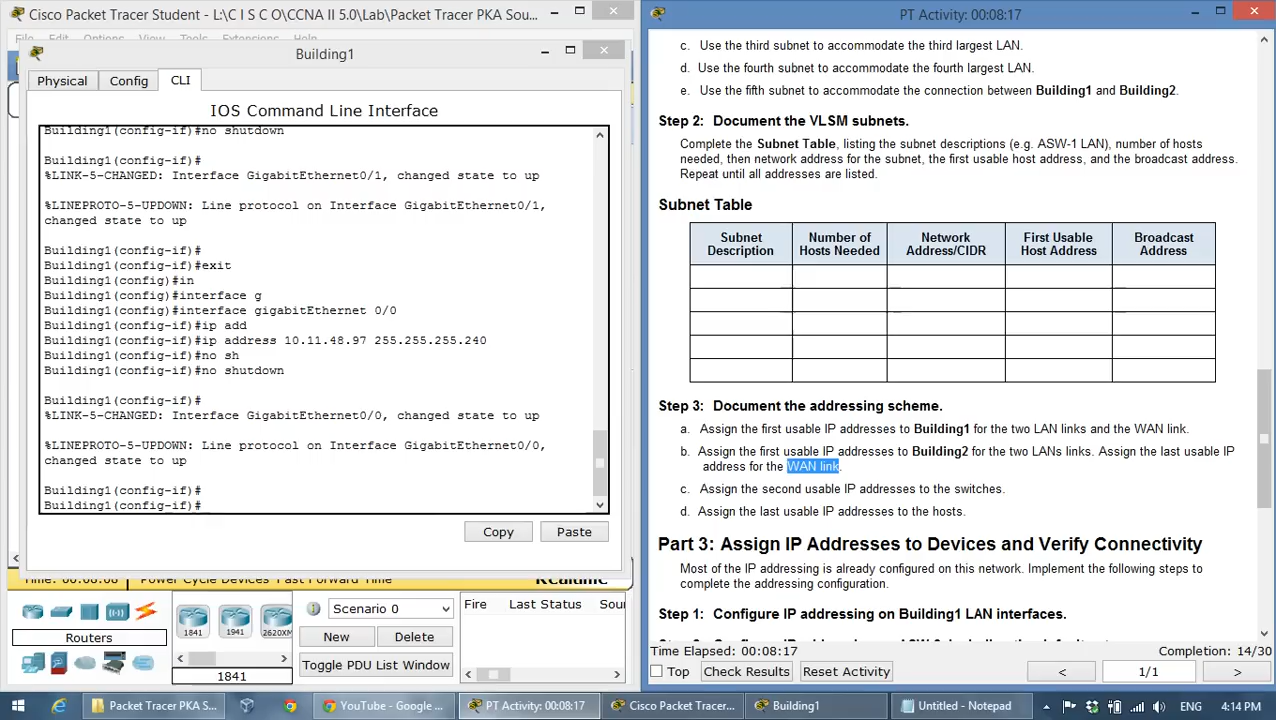 Cisco Packet Tracer Student - L:\C I S C O\CCNA II 5.0\Lab\Packet Tracer PKA Sou...
Building1
Physical
Config
CLI
IOS Command Line Interface
Building1(config-if)#no shutdown
Building1(config-if)#
%LINK-5-CHANGED: Interface GigabitEthernet0/1, changed state to up
%LINEPROTO-5-UPDOWN: Line protocol on Interface GigabitEthernet0/1,
changed state to up
Building1(config-if)#
Building1(config-if)#exit
Building1(config)#in
Building1(config)#interface g
Building1(config)#interface gigabitEthernet 0/0
Building1(config-if)#ip add
Building1(config-if)#ip address 10.11.48.97 255.255.255.240
Building1(config-if)#no sh
Building1(config-if)#no shutdown
Building1(config-if)#
%LINK-5-CHANGED: Interface GigabitEthernet0/0, changed state to up
%LINEPROTO-5-UPDOWN: Line protocol on Interface GigabitEthernet0/0,
changed state to up
Building1(config-if)#
Building1(config-if)#
Copy
Paste
Realtime
Scenario 0
Fire Last Status Sou
New
Delete
Toggle PDU List Window
Routers
1841
1941
2620XM
1841
PT Activity: 00:08:17
c. Use the third subnet to accommodate the third largest LAN.
d. Use the fourth subnet to accommodate the fourth largest LAN.
e. Use the fifth subnet to accommodate the connection between Building1 and Building2.
Step 2: Document the VLSM subnets.
Complete the Subnet Table, listing the subnet descriptions (e.g. ASW-1 LAN), number of hosts
needed, then network address for the subnet, the first usable host address, and the broadcast address.
Repeat until all addresses are listed.
Subnet Table
Subnet Description
Number of Hosts Needed
Network Address/CIDR
First Usable Host Address
Broadcast Address
Step 3: Document the addressing scheme.
a. Assign the first usable IP addresses to Building1 for the two LAN links and the WAN link.
b. Assign the first usable IP addresses to Building2 for the two LANs links. Assign the last usable IP
address for the WAN link.
c. Assign the second usable IP addresses to the switches.
d. Assign the last usable IP addresses to the hosts.
Part 3: Assign IP Addresses to Devices and Verify Connectivity
Most of the IP addressing is already configured on this network. Implement the following steps to
complete the addressing configuration.
Step 1: Configure IP addressing on Building1 LAN interfaces.
Time Elapsed: 00:08:17
Completion: 14/30
Top
Check Results
Reset Activity
<
1/1
>
Packet Tracer PKA S...
YouTube - Google ...
PT Activity: 00:08:17
Cisco Packet Tracer...
Building1
Untitled - Notepad
ENG
4:14 PM